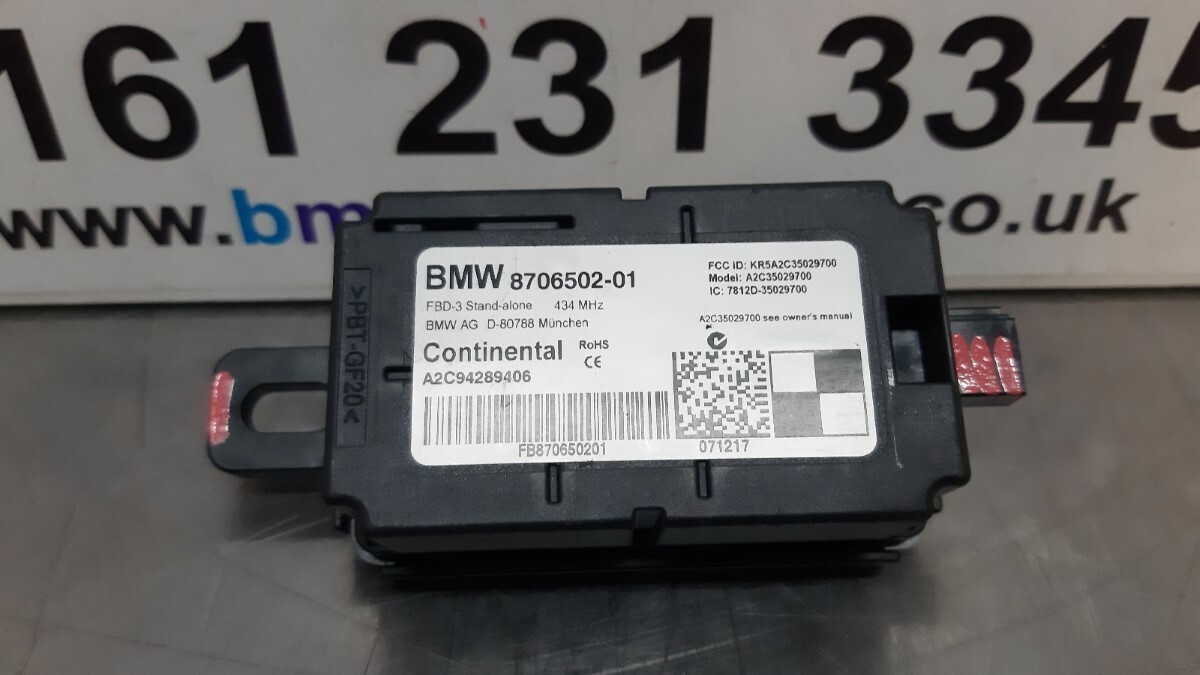 161 231 3345
www.bm
.co.uk
BMW 8706502-01
FBD-3 Stand-alone 434 MHz
BMW AG D-80788 München
Continental RoHS
CE
A2C94289406
FCC ID: KR5A2C35029700
Model: A2C35029700
IC: 7812D-35029700
A2C35029700 see owner's manual
FB870650201
071217
>PBT-GF20<